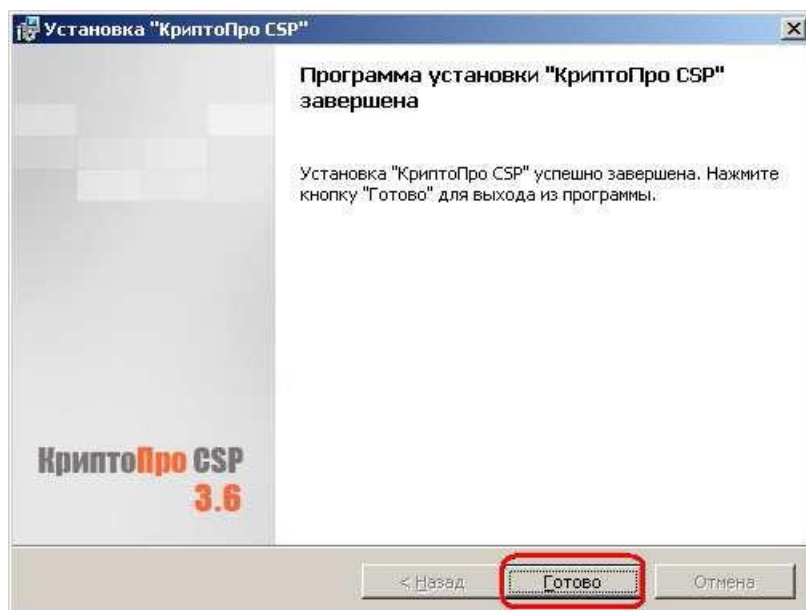 Установка "КриптоПро CSP"
Программа установки "КриптоПро CSP"
завершена
Установка "КриптоПро CSP" успешно завершена. Нажмите
кнопку "Готово" для выхода из программы.
КриптоПро CSP
3.6
< Назад
Готово
Отмена